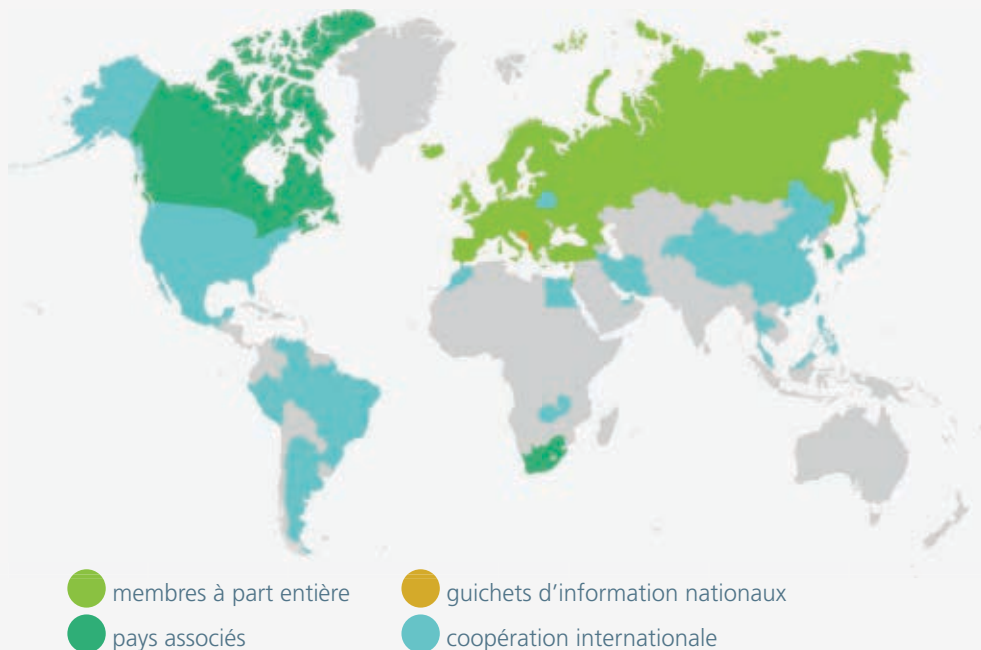 membres à part entière
guichets d'information nationaux
pays associés
coopération internationale